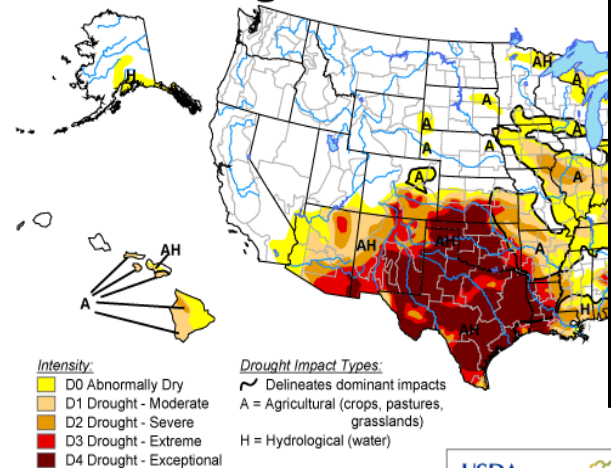 H
AH
A
A
A
A
A
A
A
A
AH
AH
A
H
AH
AH
A
Intensity:
D0 Abnormally Dry
D1 Drought - Moderate
D2 Drought - Severe
D3 Drought - Extreme
D4 Drought - Exceptional
Drought Impact Types:
Delineates dominant impacts
A = Agricultural (crops, pastures,
grasslands)
H = Hydrological (water)
USDA